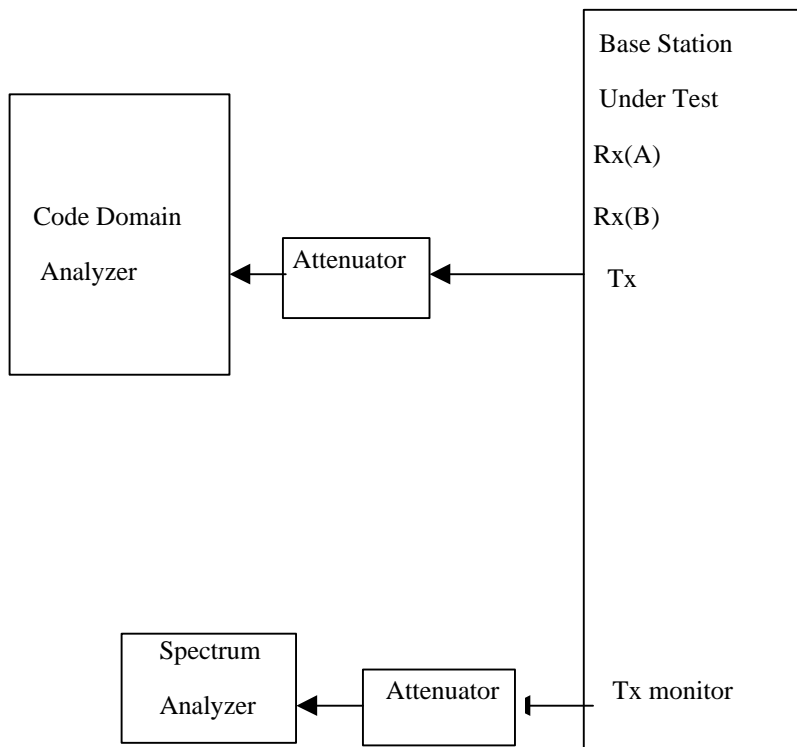 Base Station
Under Test
Rx(A)
Rx(B)
Tx
Code Domain
Analyzer
Attenuator
Spectrum
Analyzer
Attenuator
Tx monitor